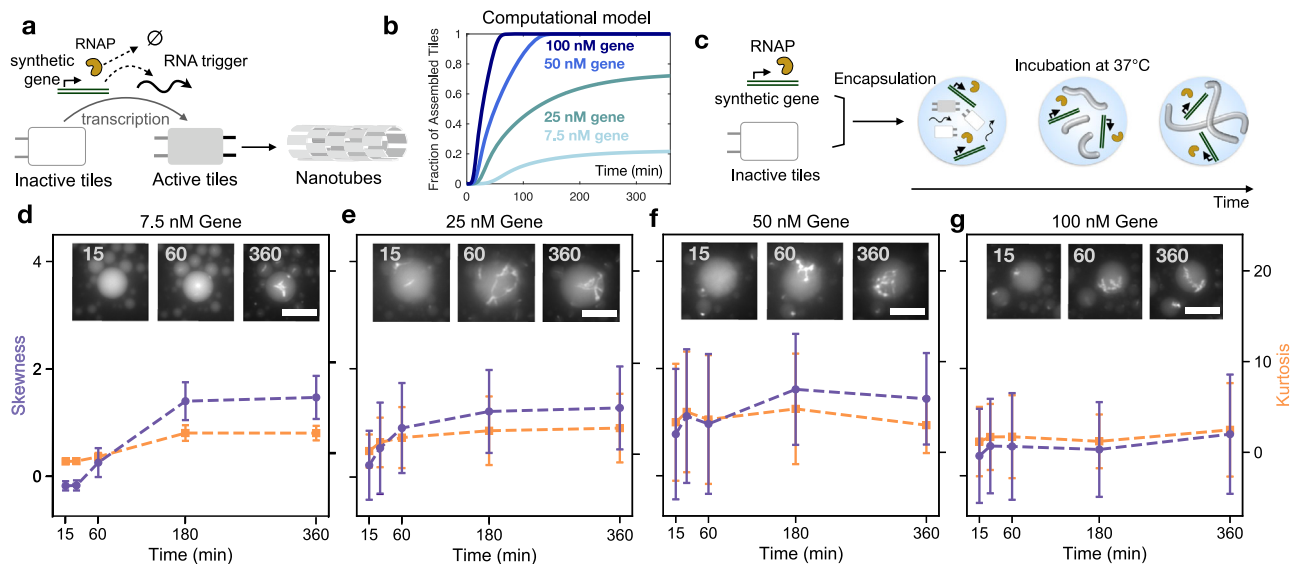 a
RNAP
∅
synthetic
gene
RNA trigger
transcription
Inactive tiles
Active tiles
Nanotubes
b
Computational model
Fraction of Assembled Tiles
1
0.8
0.6
0.4
0.2
0
100 nM gene
50 nM gene
25 nM gene
7.5 nM gene
Time (min)
0
100
200
300
c
RNAP
synthetic gene
Inactive tiles
Encapsulation
Incubation at 37°C
Time
d
7.5 nM Gene
15
60
360
Skewness
4
2
0
15
60
180
360
Time (min)
e
25 nM Gene
15
60
360
15
60
180
360
Time (min)
f
50 nM Gene
15
60
360
15
60
180
360
Time (min)
g
100 nM Gene
15
60
360
20
10
0
Kurtosis
15
60
180
360
Time (min)